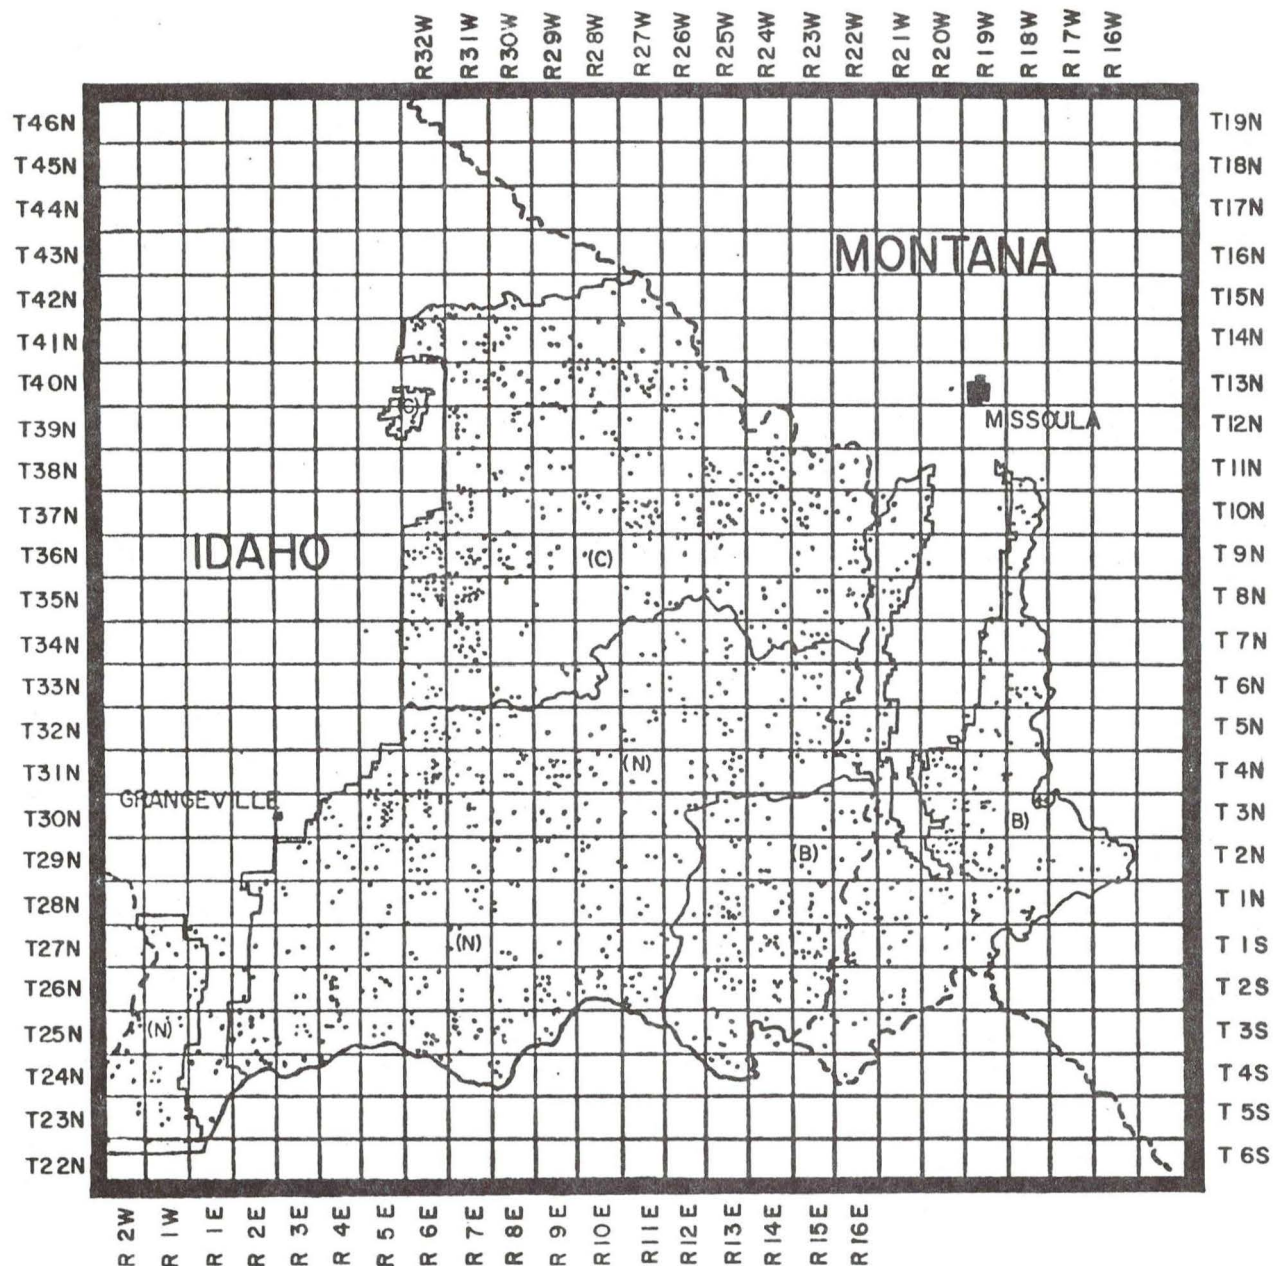 R32W R31W R30W R29W R28W R27W R26W R25W R24W R23W R22W R21W R20W R19W R18W R17W R16W
T46N T19N
T45N T18N
T44N T17N
T43N MONTANA T16N
T42N T15N
T41N T14N
T40N T13N
(C)
T39N MISSOULA T12N
T38N T11N
T37N T10N
T36N IDAHO (C) T9N
T35N T8N
T34N T7N
T33N T6N
T32N T5N
T31N (N) T4N
GRANGEVILLE
T30N B) T3N
T29N (B) T2N
T28N T1N
T27N (N) T1S
T26N T2S
T25N (N) T3S
T24N T4S
T23N T5S
T22N T6S
R2W R1W R1E R2E R3E R4E R5E R6E R7E R8E R9E R10E R11E R12E R13E R14E R15E R16E